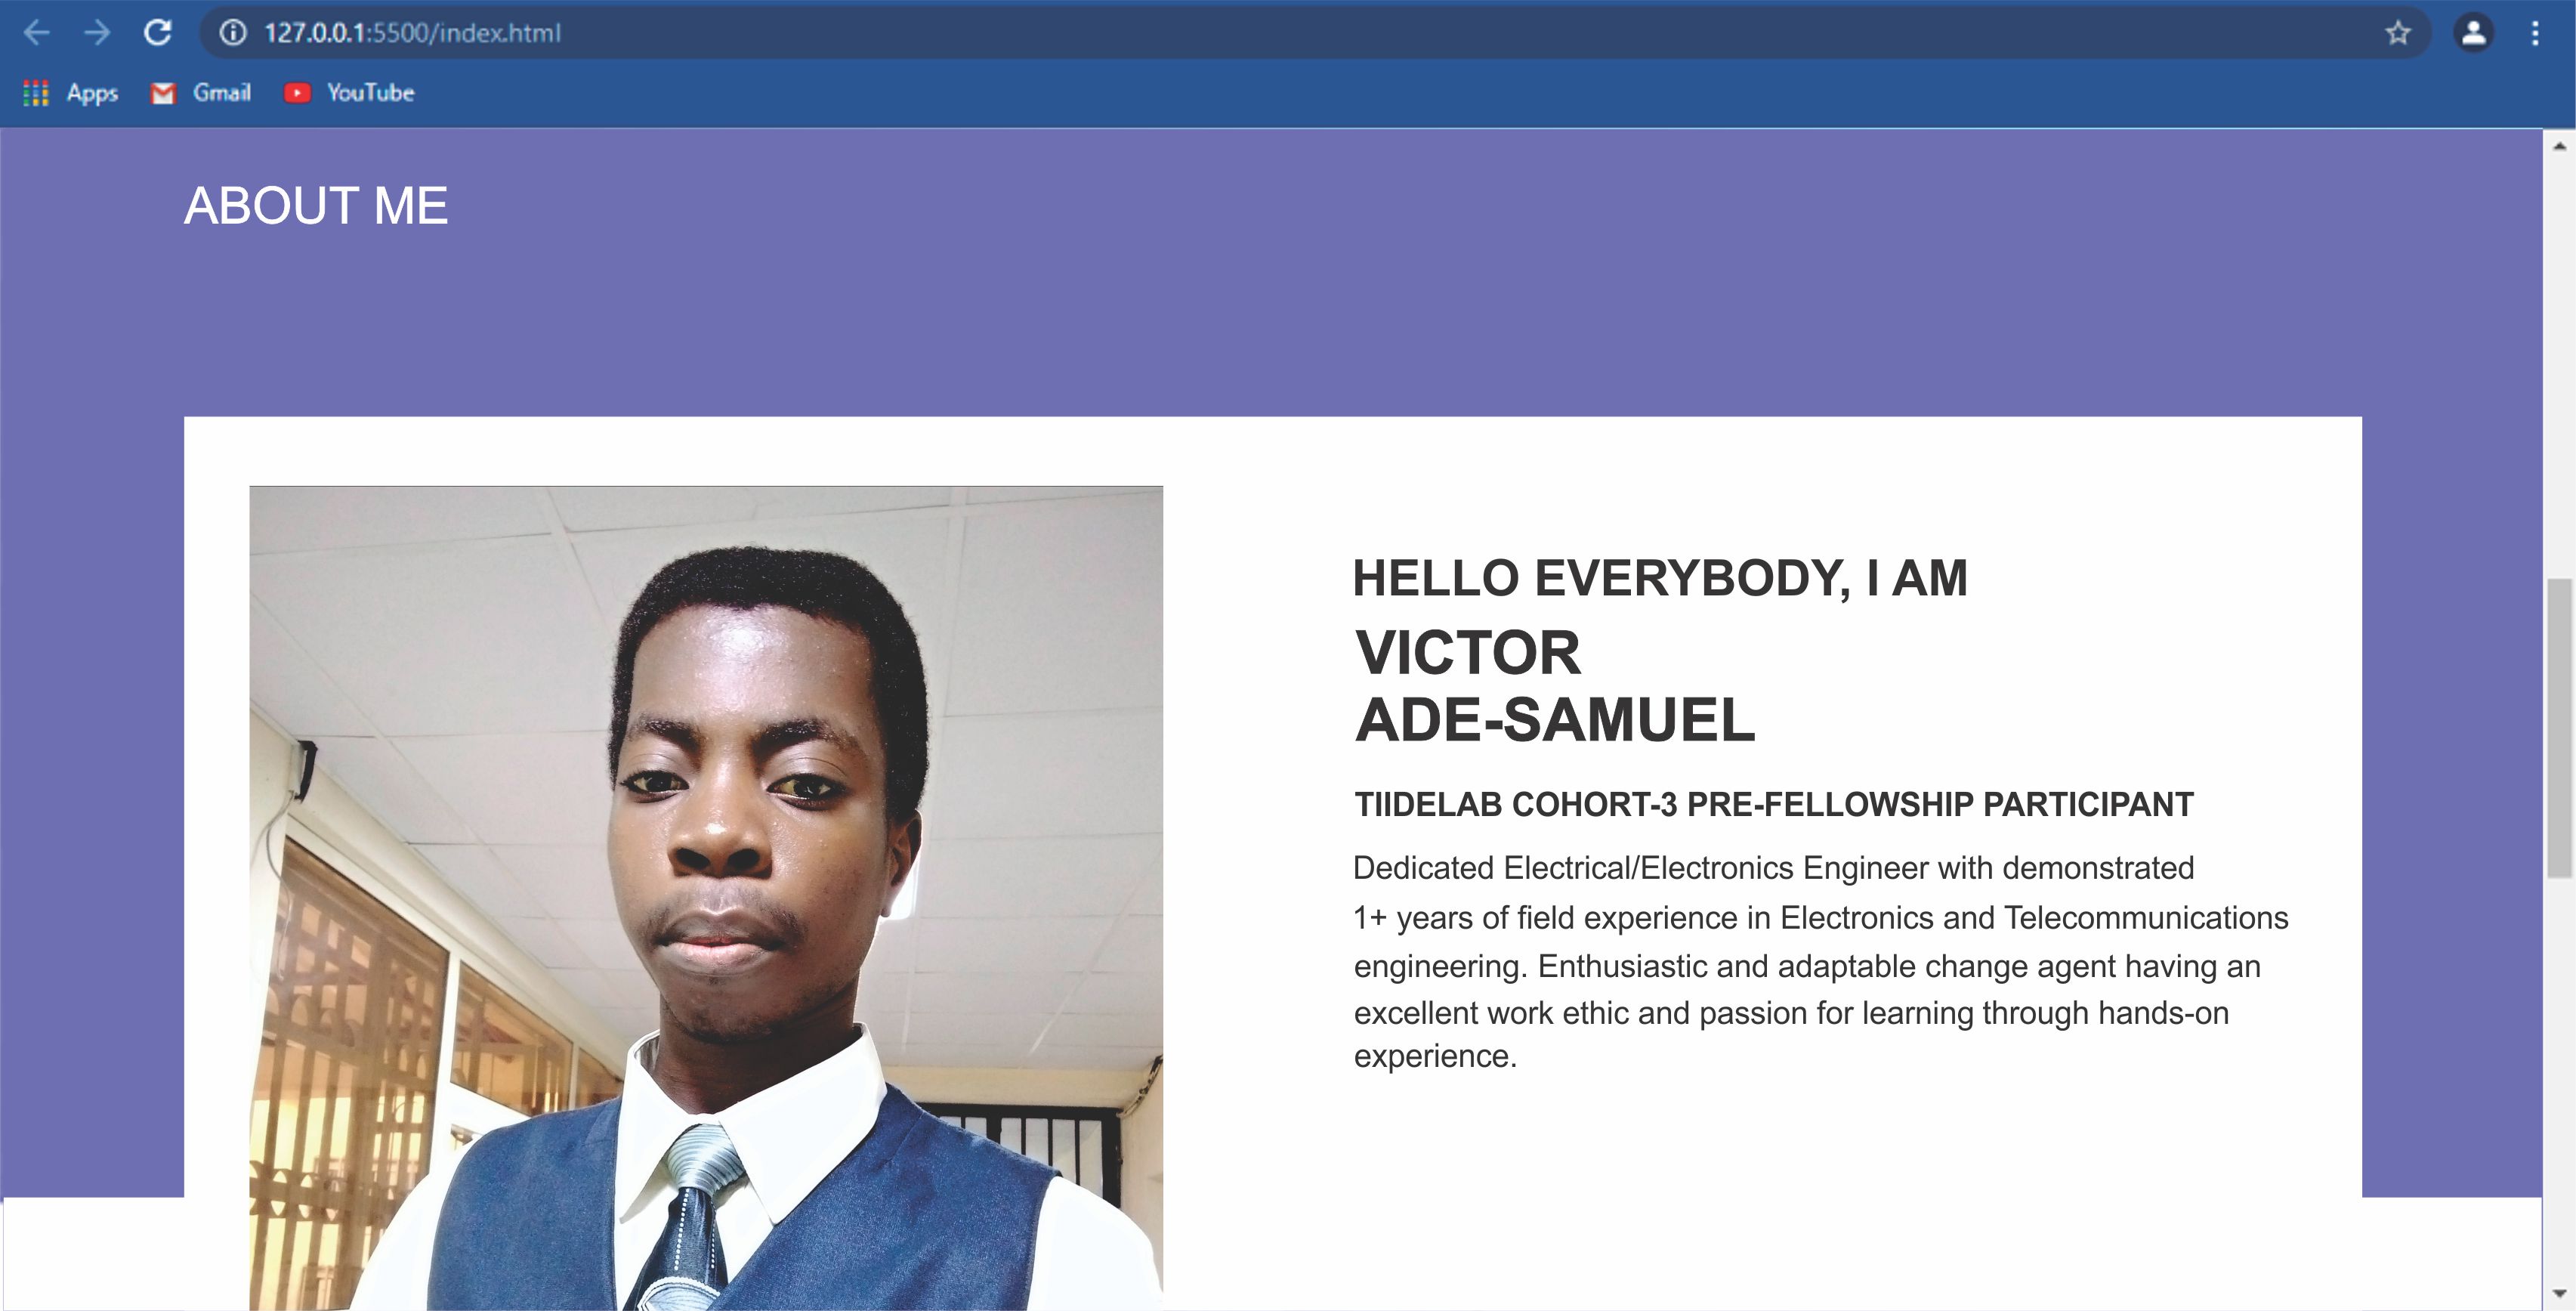 127.0.0.1:5500/index.html
Apps Gmail YouTube
ABOUT ME
HELLO EVERYBODY, I AM
VICTOR
ADE-SAMUEL
TIIDELAB COHORT-3 PRE-FELLOWSHIP PARTICIPANT
Dedicated Electrical/Electronics Engineer with demonstrated
1+ years of field experience in Electronics and Telecommunications
engineering. Enthusiastic and adaptable change agent having an
excellent work ethic and passion for learning through hands-on
experience.